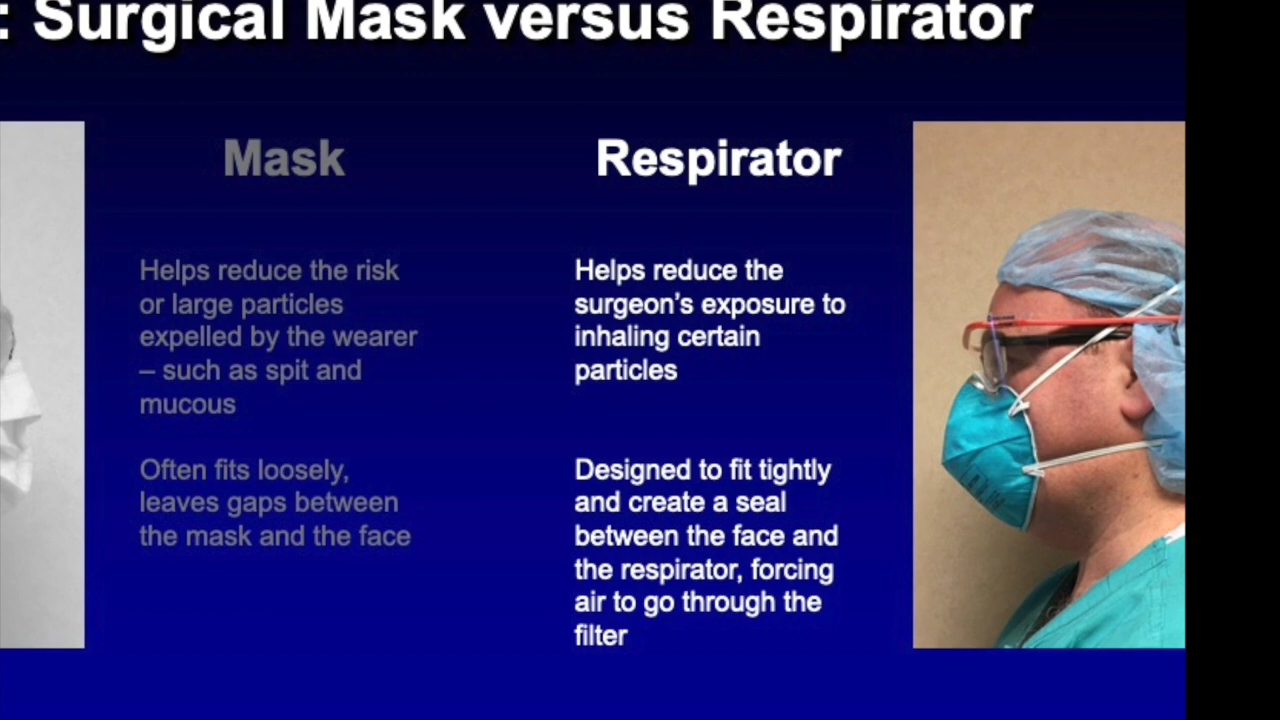 : Surgical Mask versus Respirator
Mask
Helps reduce the risk
or large particles
expelled by the wearer
– such as spit and
mucous
Often fits loosely,
leaves gaps between
the mask and the face
Respirator
Helps reduce the
surgeon’s exposure to
inhaling certain
particles
Designed to fit tightly
and create a seal
between the face and
the respirator, forcing
air to go through the
filter